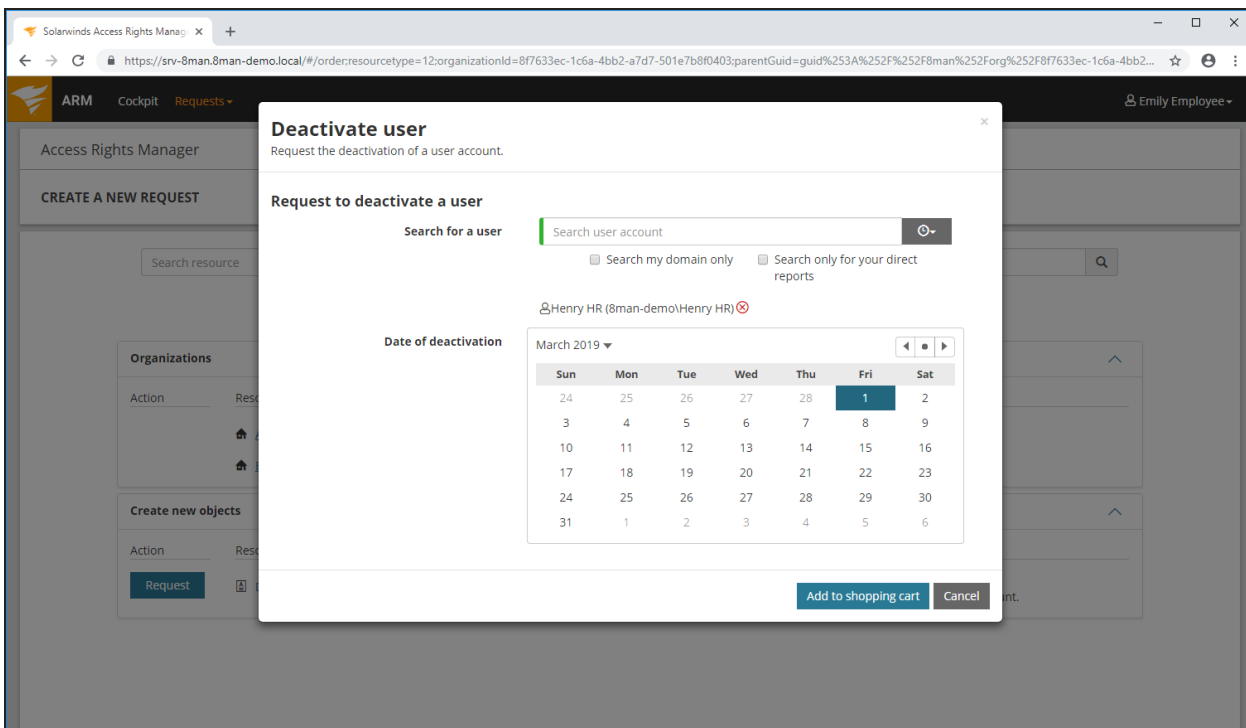 Solarwinds Access Rights Manag
https://srv-8man.8man-demo.local/#/order:resourcetype=12;organizationId=8f7633ec-1c6a-4bb2-a7d7-501e7b8f0403;parentGuid=guid%253A%252F%252F8man%252Forg%252F8f7633ec-1c6a-4bb2...
ARM Cockpit Requests Emily Employee
Access Rights Manager
CREATE A NEW REQUEST
Search resource
Organizations
Action
Create new objects
Action
Request
Deactivate user
Request the deactivation of a user account.
Request to deactivate a user
Search for a user Search user account
Search my domain only Search only for your direct
reports
Henry HR (8man-demo\Henry HR)
Date of deactivation March 2019
Sun Mon Tue Wed Thu Fri Sat
24 25 26 27 28 1 2
3 4 5 6 7 8 9
10 11 12 13 14 15 16
17 18 19 20 21 22 23
24 25 26 27 28 29 30
31 1 2 3 4 5 6
Add to shopping cart Cancel